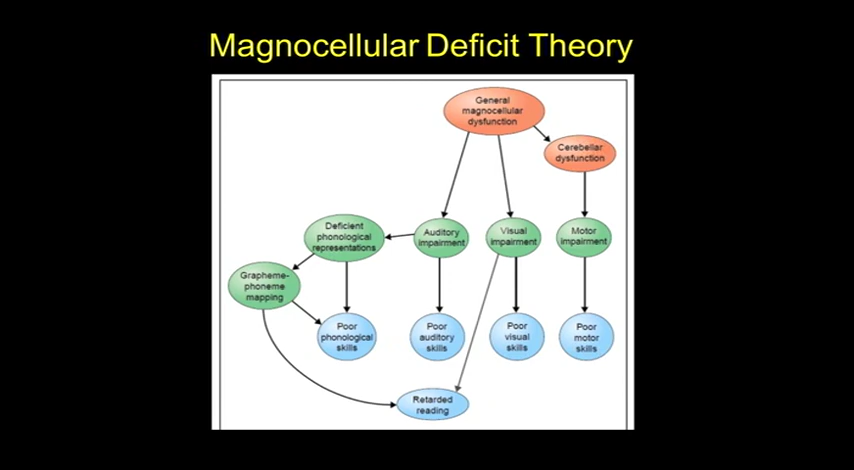 Magnocellular Deficit Theory
General
magnocellular
dysfunction
Cerebellar
dysfunction
Deficient
phonological
representations
Auditory
impairment
Visual
impairment
Motor
impairment
Grapheme-
phoneme
mapping
Poor
phonological
skills
Poor
auditory
skills
Poor
visual
skills
Poor
motor
skills
Retarded
reading